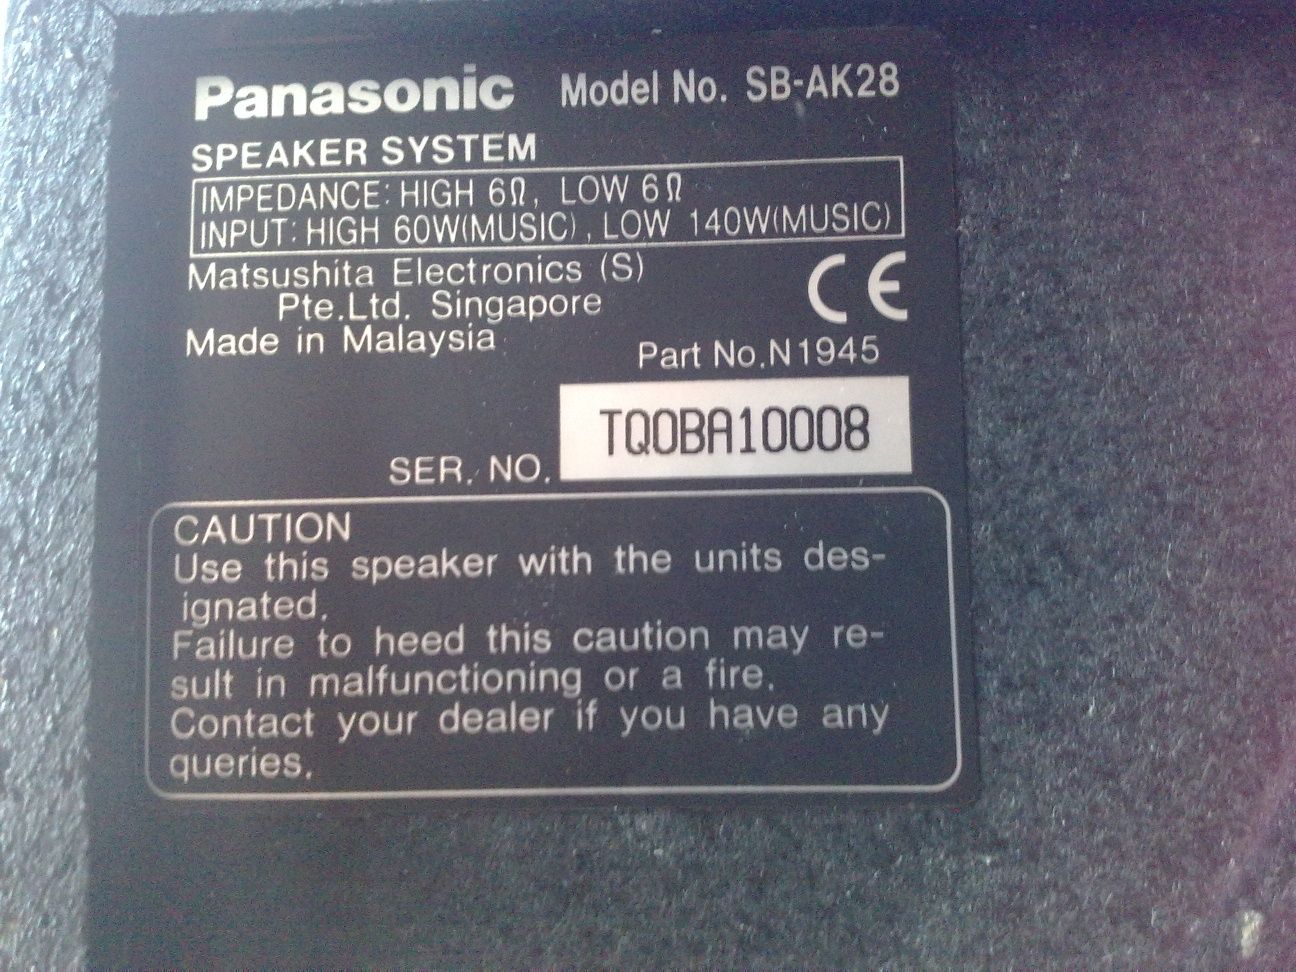 Panasonic Model No. SB-AK28
SPEAKER SYSTEM
IMPEDANCE: HIGH 6Ω, LOW 6Ω
INPUT: HIGH 60W(MUSIC), LOW 140W(MUSIC)
Matsushita Electronics (S)
Pte.Ltd. Singapore
CE
Made in Malaysia
Part No.N1945
SER. NO. TQ0BA10008
CAUTION
Use this speaker with the units des-
ignated.
Failure to heed this caution may re-
sult in malfunctioning or a fire.
Contact your dealer if you have any
queries.